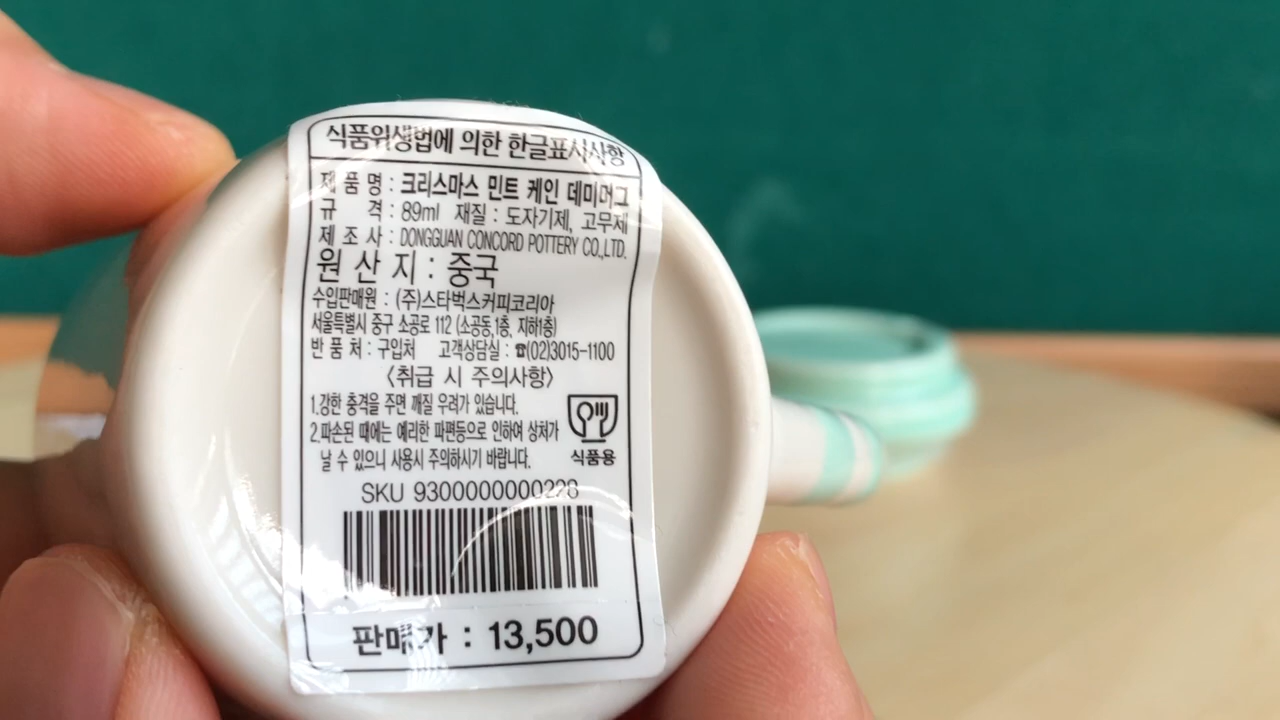 식품위생법에 의한 한글표시사항
제 품 명 : 크리스마스 민트 케인 데미머그
규 격 : 89ml 재질 : 도자기제, 고무제
제 조 사 : DONGGUAN CONCORD POTTERY CO.,LTD.
원 산 지 : 중국
수입판매원 : (주)스타벅스커피코리아
서울특별시 중구 소공로 112 (소공동,1층, 지하1층)
반 품 처 : 구입처 고객상담실 : ☎(02)3015-1100
<취급 시 주의사항>
1.강한 충격을 주면 깨질 우려가 있습니다.
2.파손된 때에는 예리한 파편등으로 인하여 상처가
날 수 있으니 사용시 주의하시기 바랍니다.
식품용
SKU 9300000000228
판매가 : 13,500